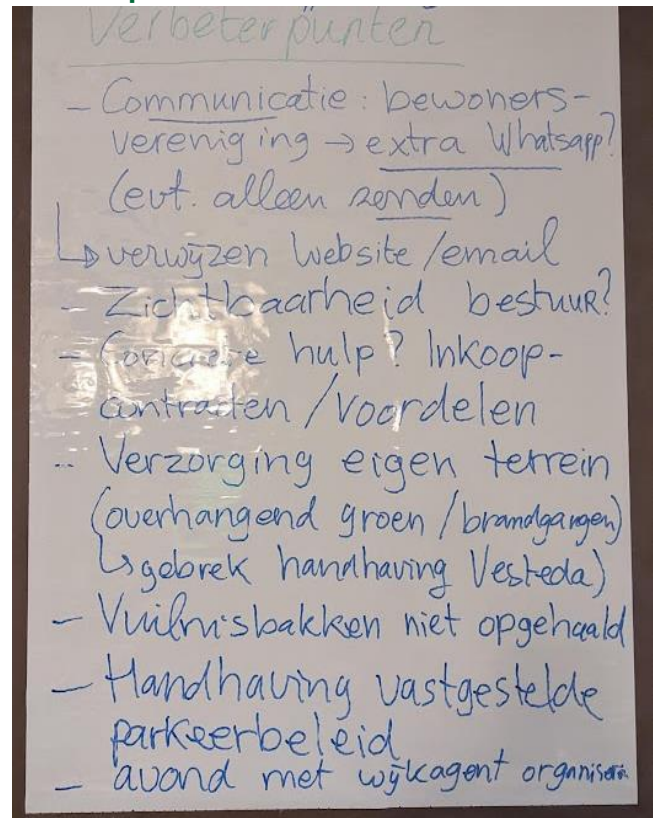 Verbeterpunten
- Communicatie: bewoners-
vereniging → extra Whatsapp?
(evt. alleen zenden)
↳ verwijzen website/email
- Zichtbaarheid bestuur?
- Concrete hulp? Inkoop-
contracten/voordelen
- Verzorging eigen terrein
(overhangend groen/brandgangen)
↳ gebrek handhaving Vesteda)
- Vuilnisbakken niet opgehaald
- Handhaving vastgestelde
parkeerbeleid
- avond met wijkagent organiseren